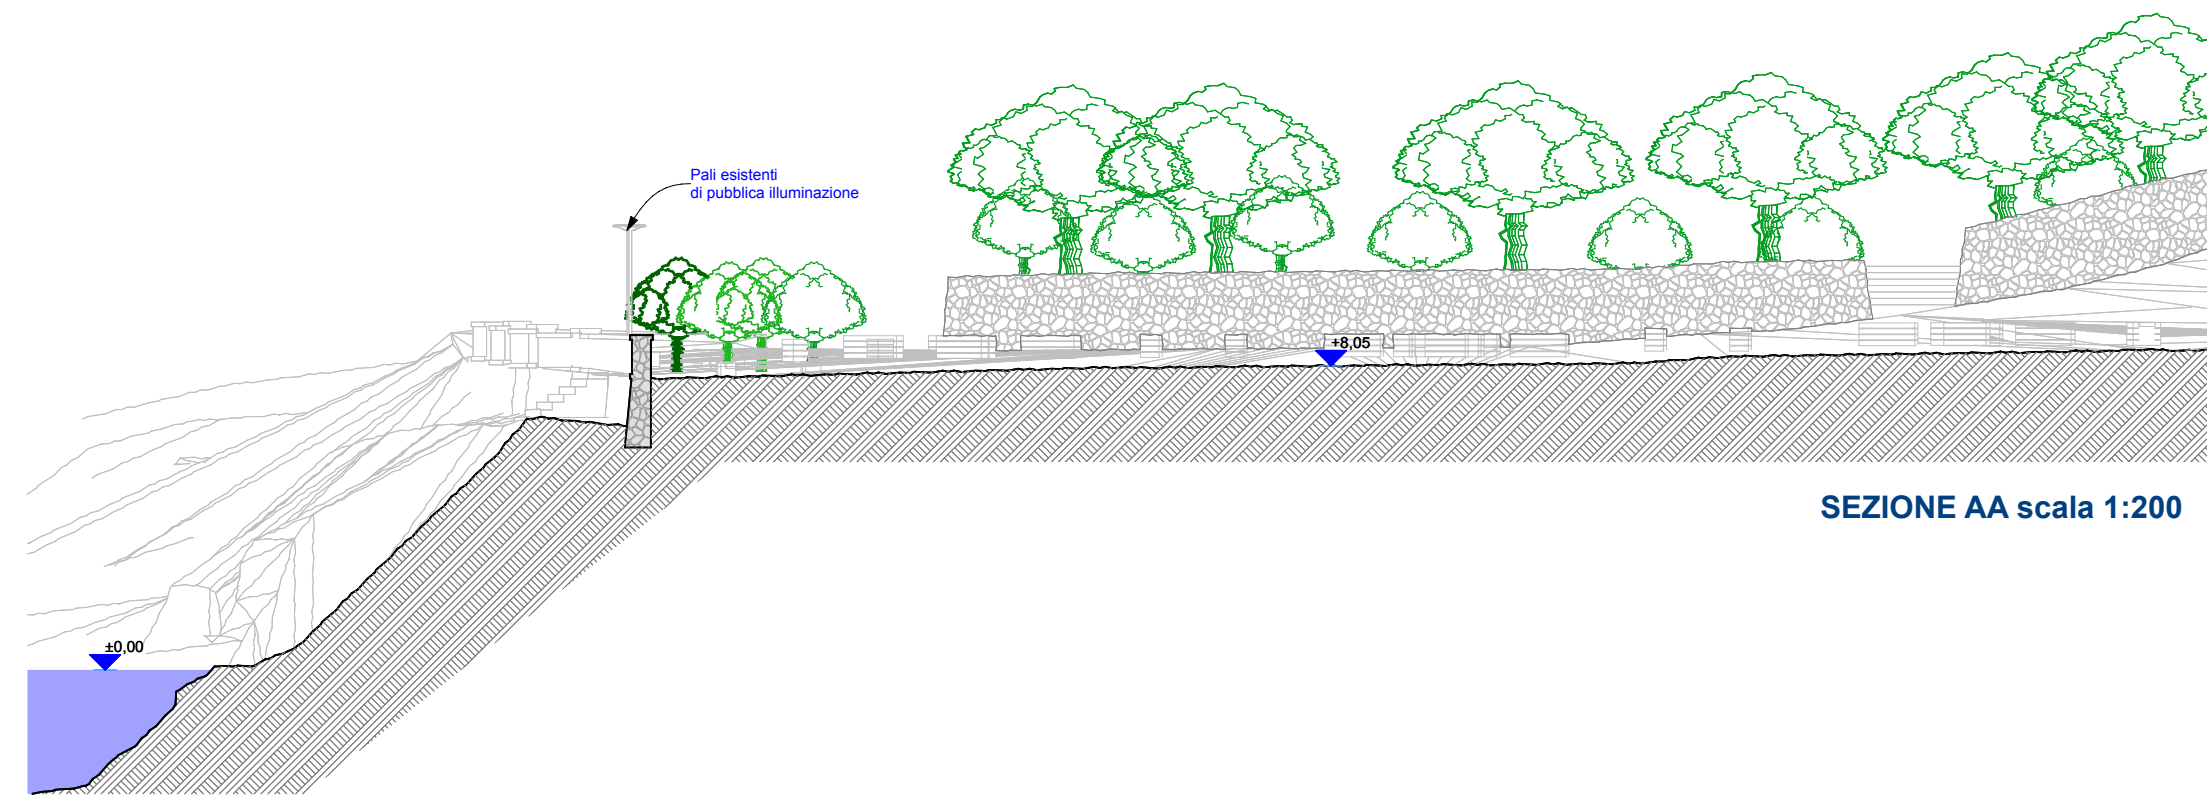 Pali esistenti
di pubblica illuminazione
+8,05
SEZIONE AA scala 1:200
±0,00